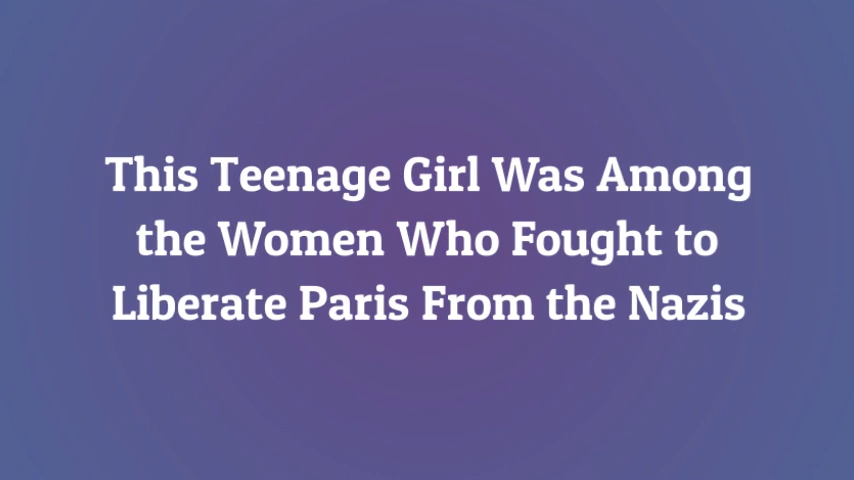 This Teenage Girl Was Among
the Women Who Fought to
Liberate Paris From the Nazis